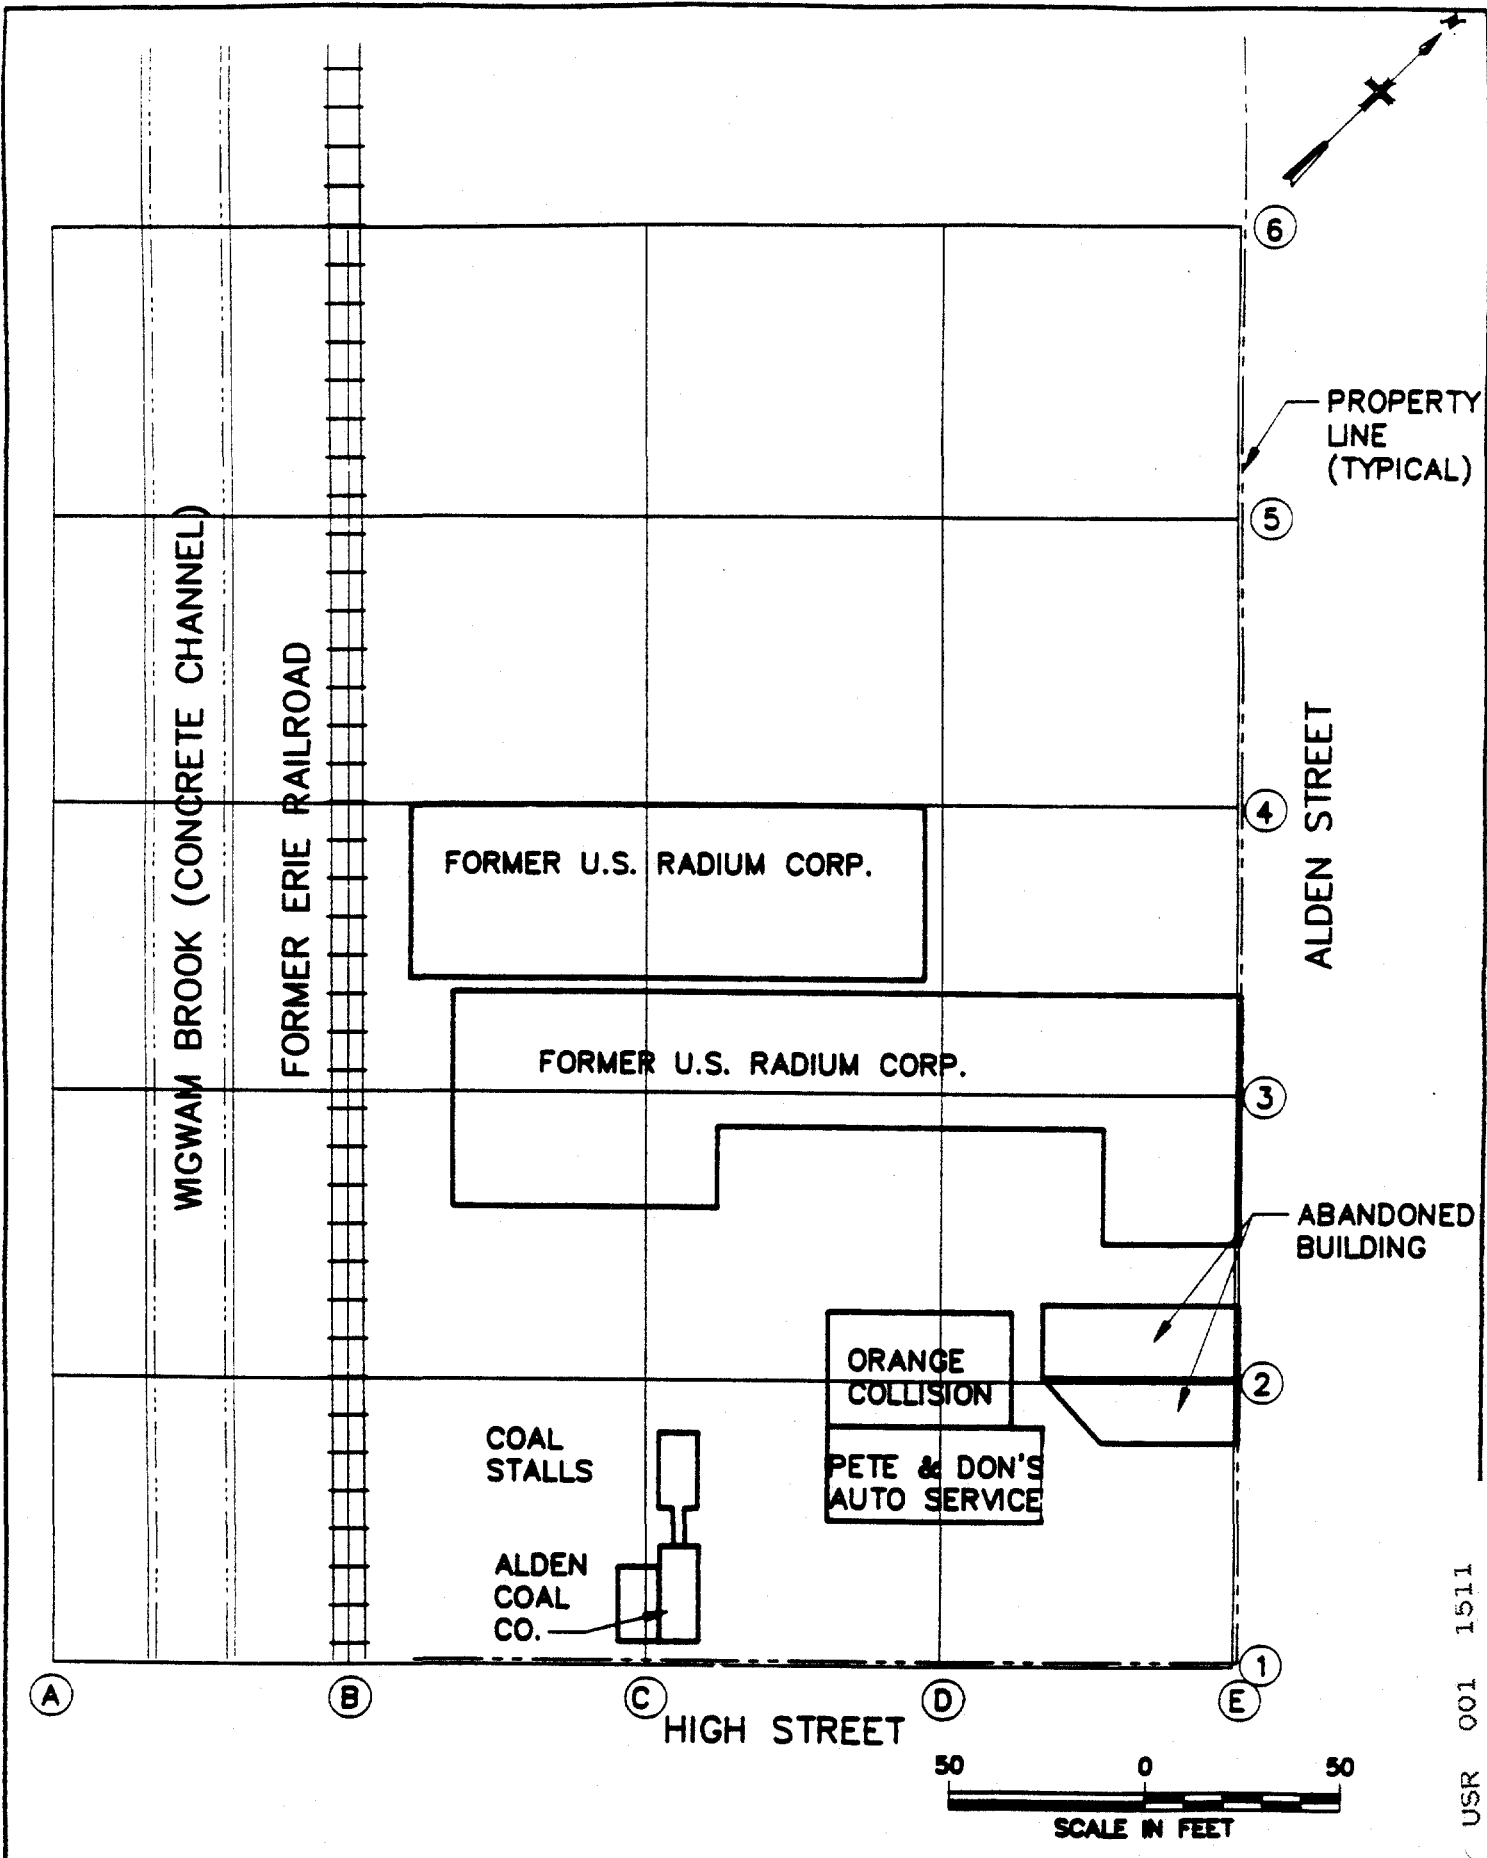 6
PROPERTY
LINE
(TYPICAL)
5
WIGWAM BROOK (CONCRETE CHANNEL)
FORMER ERIE RAILROAD
ALDEN STREET
4
FORMER U.S. RADIUM CORP.
FORMER U.S. RADIUM CORP.
3
ABANDONED
BUILDING
ORANGE
COLLISION
2
COAL
STALLS
PETE & DON'S
AUTO SERVICE
ALDEN
COAL
CO.
1
A
B
C
D
E
HIGH STREET
50 0 50
SCALE IN FEET
USR 001 1511